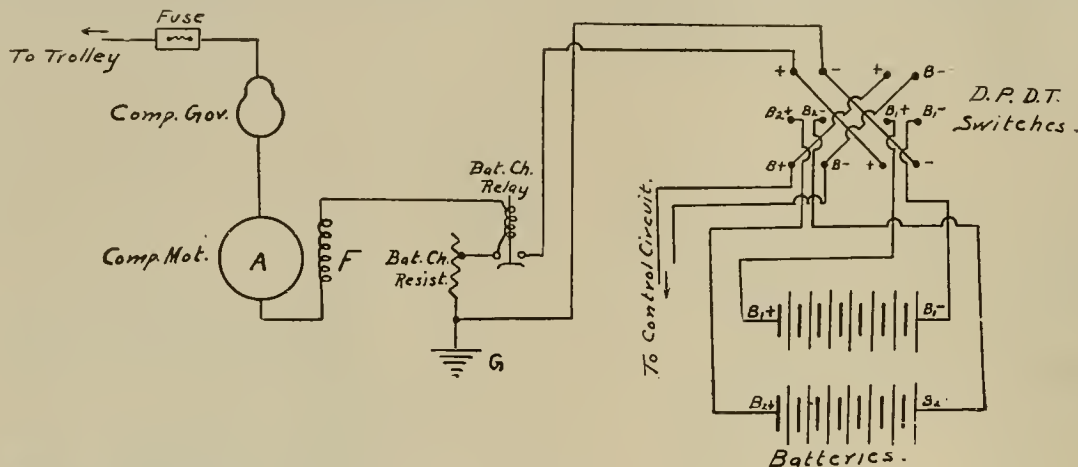 Fuse
To Trolley
Comp. Gov.
Comp. Mot.
A
F
Bat. Ch.
Relay
Bat. Ch.
Resist.
G
+ - + B-
B2+ B2- B1+ B1-
B+ B- + -
D.P.D.T.
Switches.
To Control Circuit.
B1+ B1-
B2+ B2
Batteries.